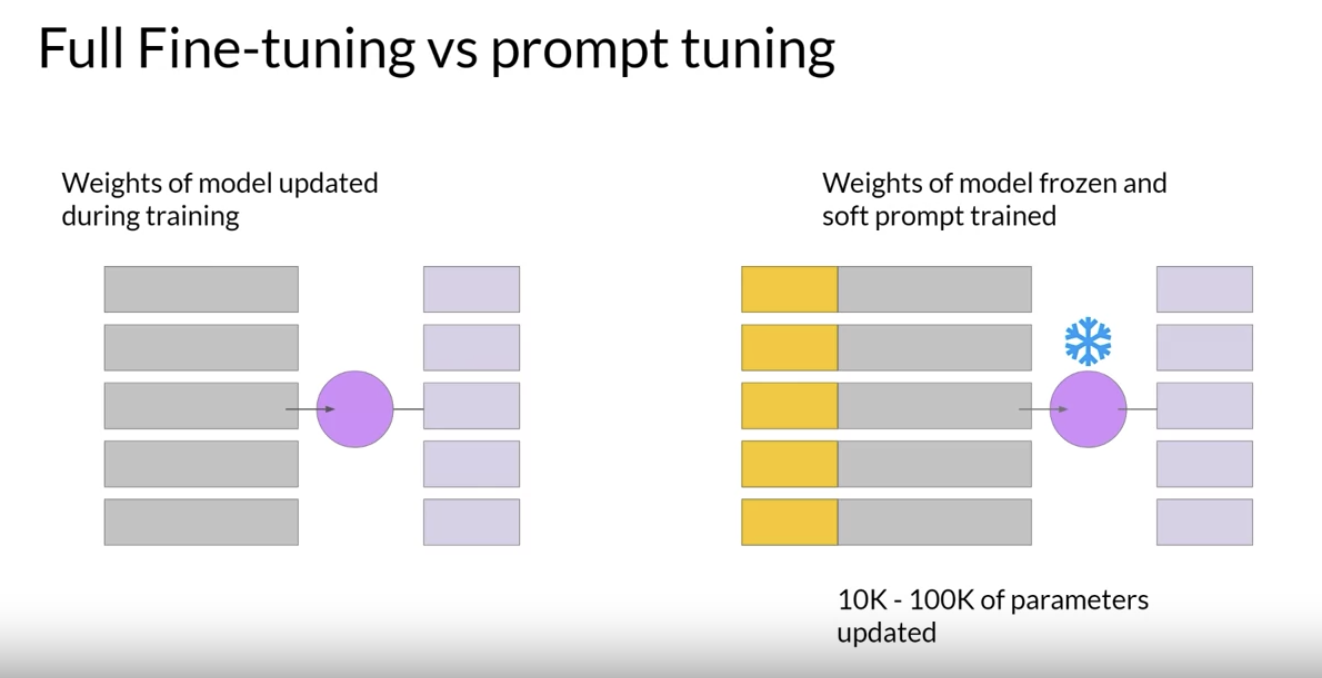 Full Fine-tuning vs prompt tuning
Weights of model updated
during training
Weights of model frozen and
soft prompt trained
10K - 100K of parameters
updated